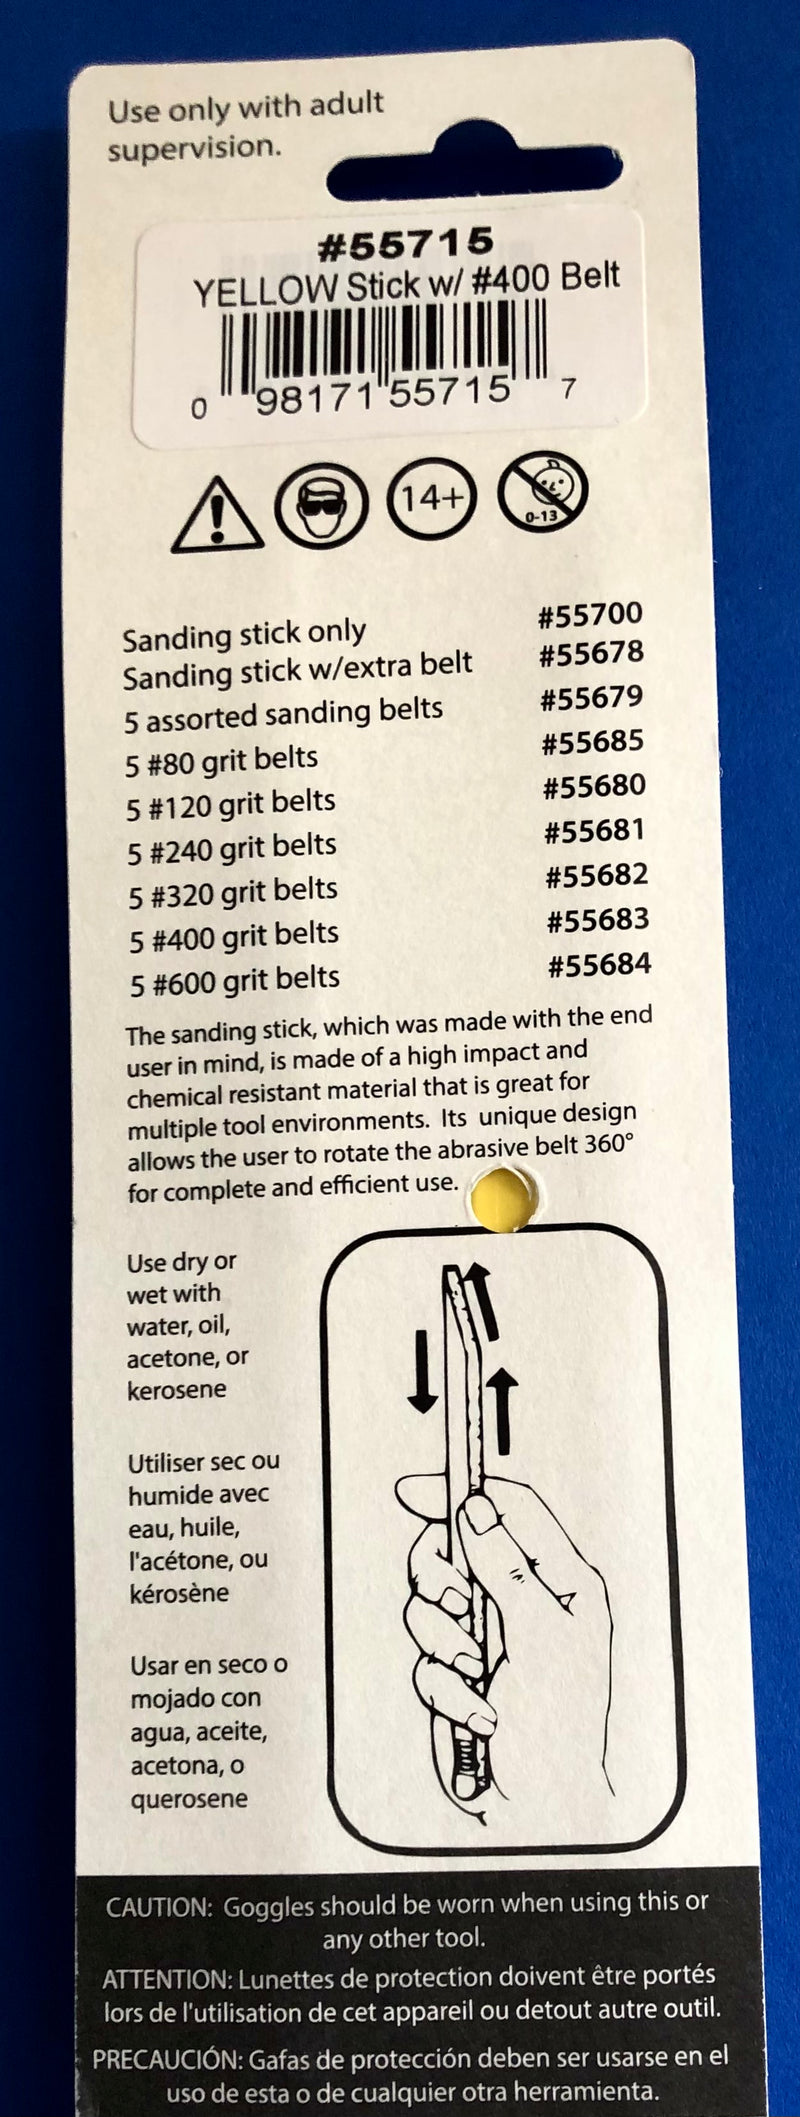 Use only with adult
supervision.
#55715
YELLOW Stick w/ #400 Belt
0 98171 55715 7
14+
0-13
Sanding stick only #55700
Sanding stick w/extra belt #55678
5 assorted sanding belts #55679
5 #80 grit belts #55685
5 #120 grit belts #55680
5 #240 grit belts #55681
5 #320 grit belts #55682
5 #400 grit belts #55683
5 #600 grit belts #55684
The sanding stick, which was made with the end
user in mind, is made of a high impact and
chemical resistant material that is great for
multiple tool environments. Its unique design
allows the user to rotate the abrasive belt 360°
for complete and efficient use.
Use dry or
wet with
water, oil,
acetone, or
kerosene
Utiliser sec ou
humide avec
eau, huile,
l'acétone, ou
kérosène
Usar en seco o
mojado con
agua, aceite,
acetona, o
querosene
CAUTION: Goggles should be worn when using this or
any other tool.
ATTENTION: Lunettes de protection doivent être portés
lors de l'utilisation de cet appareil ou detout autre outil.
PRECAUCIÓN: Gafas de protección deben ser usarse en el
uso de esta o de cualquier otra herramienta.